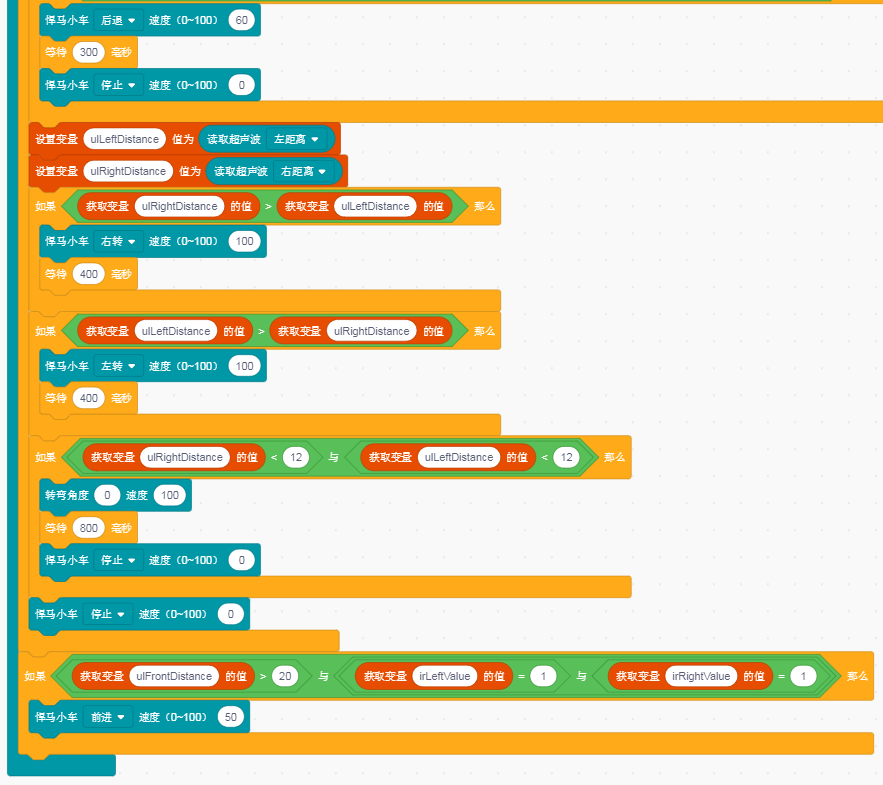 悍马小车 后退 速度（0~100） 60
等待 300 毫秒
悍马小车 停止 速度（0~100） 0
设置变量 ulLeftDistance 值为 读取超声波 左距离
设置变量 ulRightDistance 值为 读取超声波 右距离
如果 获取变量 ulRightDistance 的值 > 获取变量 ulLeftDistance 的值 那么
悍马小车 右转 速度（0~100） 100
等待 400 毫秒
如果 获取变量 ulLeftDistance 的值 > 获取变量 ulRightDistance 的值 那么
悍马小车 左转 速度（0~100） 100
等待 400 毫秒
如果 获取变量 ulRightDistance 的值 < 12 与 获取变量 ulLeftDistance 的值 < 12 那么
转弯角度 0 速度 100
等待 800 毫秒
悍马小车 停止 速度（0~100） 0
悍马小车 停止 速度（0~100） 0
如果 获取变量 ulFrontDistance 的值 > 20 与 获取变量 irLeftValue 的值 = 1 与 获取变量 irRightValue 的值 = 1 那么
悍马小车 前进 速度（0~100） 50